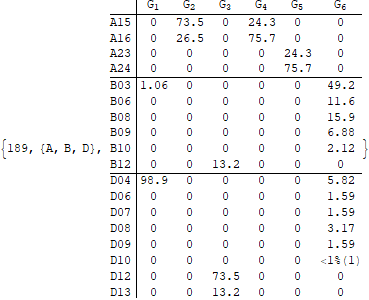 G1 G2 G3 G4 G5 G6
A15 0 73.5 0 24.3 0 0
A16 0 26.5 0 75.7 0 0
A23 0 0 0 0 24.3 0
A24 0 0 0 0 75.7 0
B03 1.06 0 0 0 0 49.2
B06 0 0 0 0 0 11.6
B08 0 0 0 0 0 15.9
B09 0 0 0 0 0 6.88
{189, {A, B, D}, B10 0 0 0 0 0 2.12 }
B12 0 0 13.2 0 0 0
D04 98.9 0 0 0 0 5.82
D06 0 0 0 0 0 1.59
D07 0 0 0 0 0 1.59
D08 0 0 0 0 0 3.17
D09 0 0 0 0 0 1.59
D10 0 0 0 0 0 <1%(1)
D12 0 0 73.5 0 0 0
D13 0 0 13.2 0 0 0